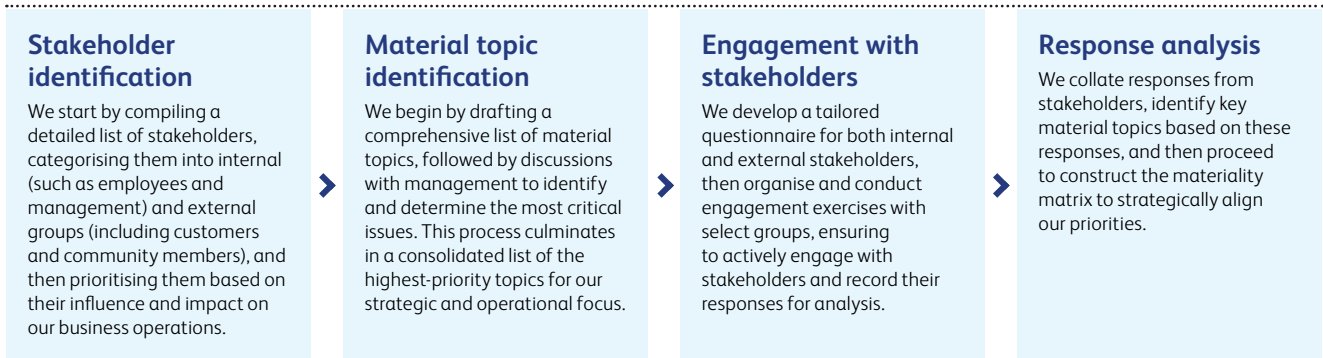 Stakeholder
identification
We start by compiling a
detailed list of stakeholders,
categorising them into internal
(such as employees and
management) and external
groups (including customers
and community members), and
then prioritising them based on
their influence and impact on
our business operations.
Material topic
identification
We begin by drafting a
comprehensive list of material
topics, followed by discussions
with management to identify
and determine the most critical
issues. This process culminates
in a consolidated list of the
highest-priority topics for our
strategic and operational focus.
Engagement with
stakeholders
We develop a tailored
questionnaire for both internal
and external stakeholders,
then organise and conduct
engagement exercises with
select groups, ensuring
to actively engage with
stakeholders and record their
responses for analysis.
Response analysis
We collate responses from
stakeholders, identify key
material topics based on these
responses, and then proceed
to construct the materiality
matrix to strategically align
our priorities.